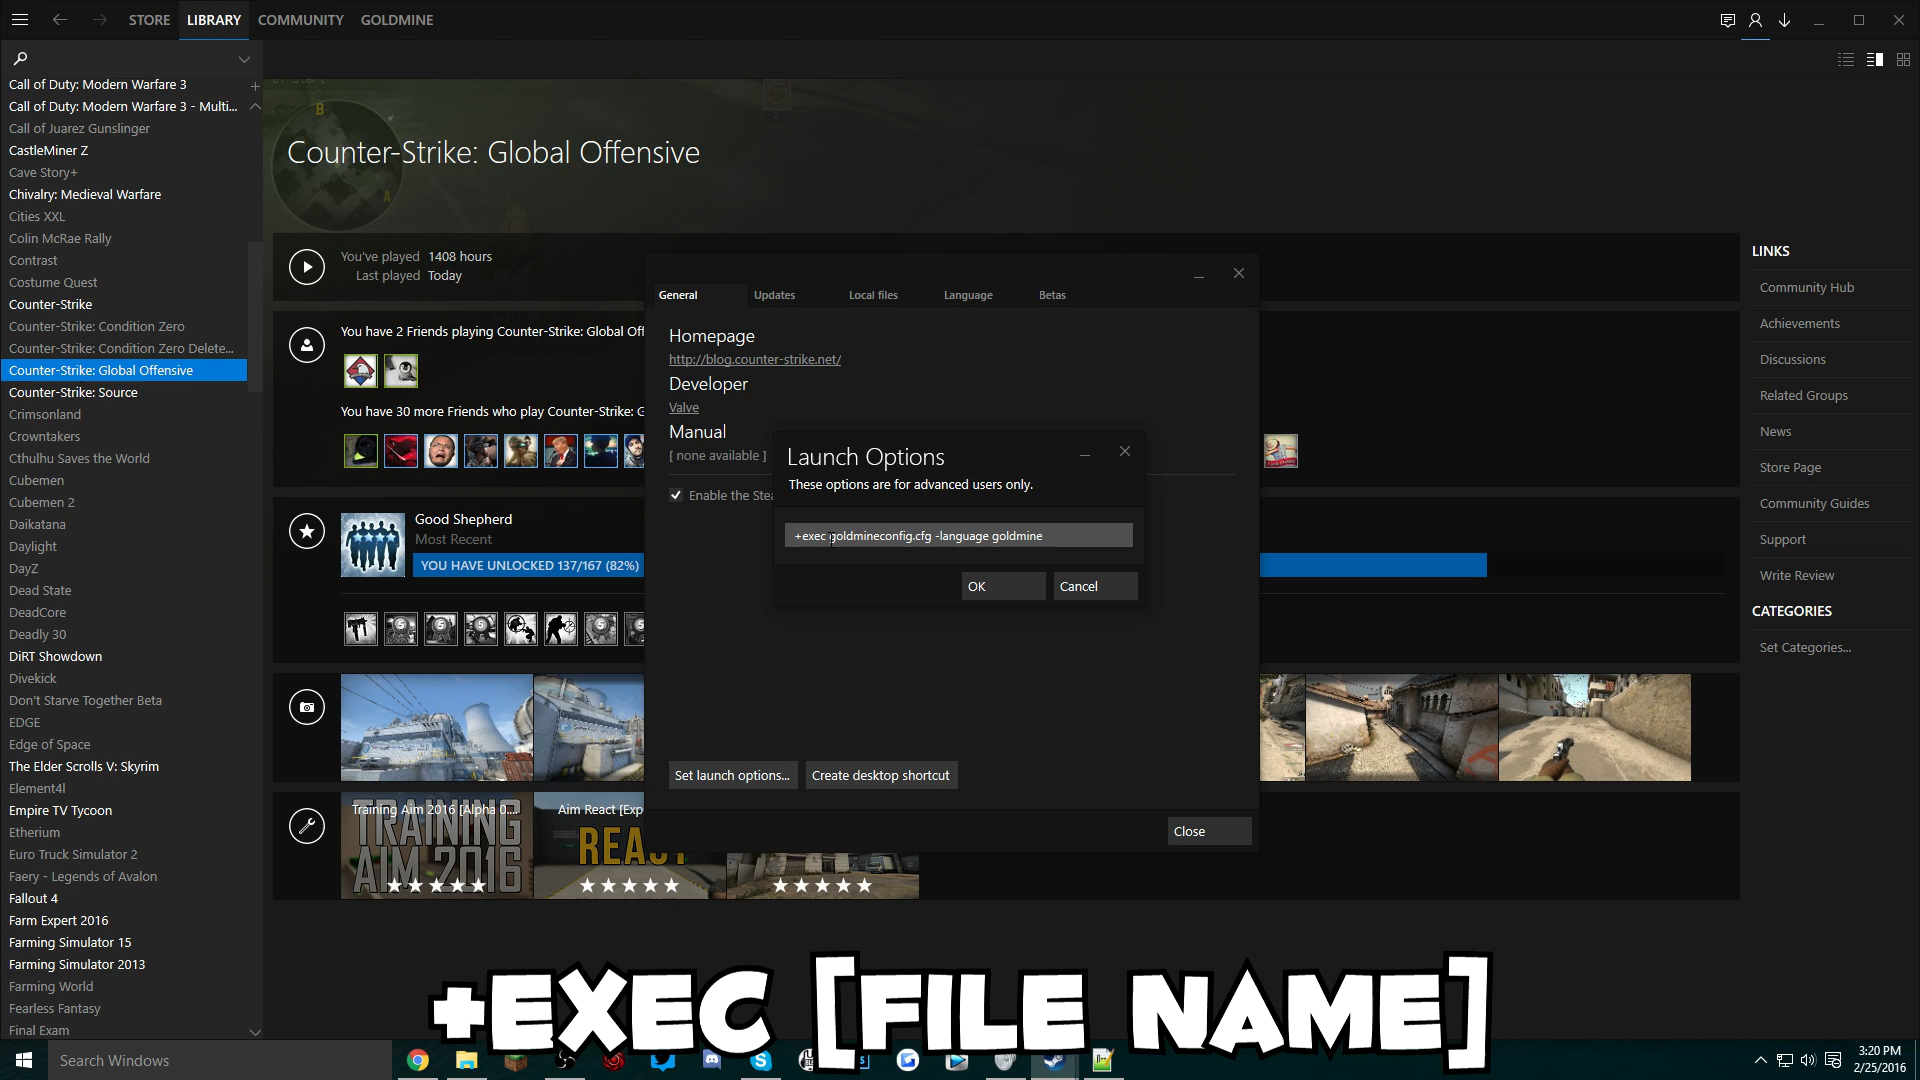 STORE LIBRARY COMMUNITY GOLDMINE
Call of Duty: Modern Warfare 3
Call of Duty: Modern Warfare 3 - Multi...
Call of Juarez Gunslinger
CastleMiner Z
Cave Story+
Chivalry: Medieval Warfare
Cities XXL
Colin McRae Rally
Contrast
Costume Quest
Counter-Strike
Counter-Strike: Condition Zero
Counter-Strike: Condition Zero Delete...
Counter-Strike: Global Offensive
Counter-Strike: Source
Crimsonland
Crowntakers
Cthulhu Saves the World
Cubemen
Cubemen 2
Daikatana
Daylight
DayZ
Dead State
DeadCore
Deadly 30
DiRT Showdown
Divekick
Don't Starve Together Beta
EDGE
Edge of Space
The Elder Scrolls V: Skyrim
Element4l
Empire TV Tycoon
Etherium
Euro Truck Simulator 2
Faery - Legends of Avalon
Fallout 4
Farm Expert 2016
Farming Simulator 15
Farming Simulator 2013
Farming World
Fearless Fantasy
Final Exam
B
A
Counter-Strike: Global Offensive
You've played 1408 hours
Last played Today
You have 2 Friends playing Counter-Strike: Global Off
You have 30 more Friends who play Counter-Strike: G
Good Shepherd
Most Recent
YOU HAVE UNLOCKED 137/167 (82%)
Training Aim 2016 [Alpha 0....
TRAINING
AIM 2016
Aim React [Exp
REACT
General Updates Local files Language Betas
Homepage
http://blog.counter-strike.net/
Developer
Valve
Manual
[ none available ]
Enable the Stea
Launch Options
These options are for advanced users only.
+exec goldmineconfig.cfg -language goldmine
OK Cancel
Set launch options... Create desktop shortcut
Close
LINKS
Community Hub
Achievements
Discussions
Related Groups
News
Store Page
Community Guides
Support
Write Review
CATEGORIES
Set Categories...
+EXEC [FILE NAME]
Search Windows
3:20 PM
2/25/2016